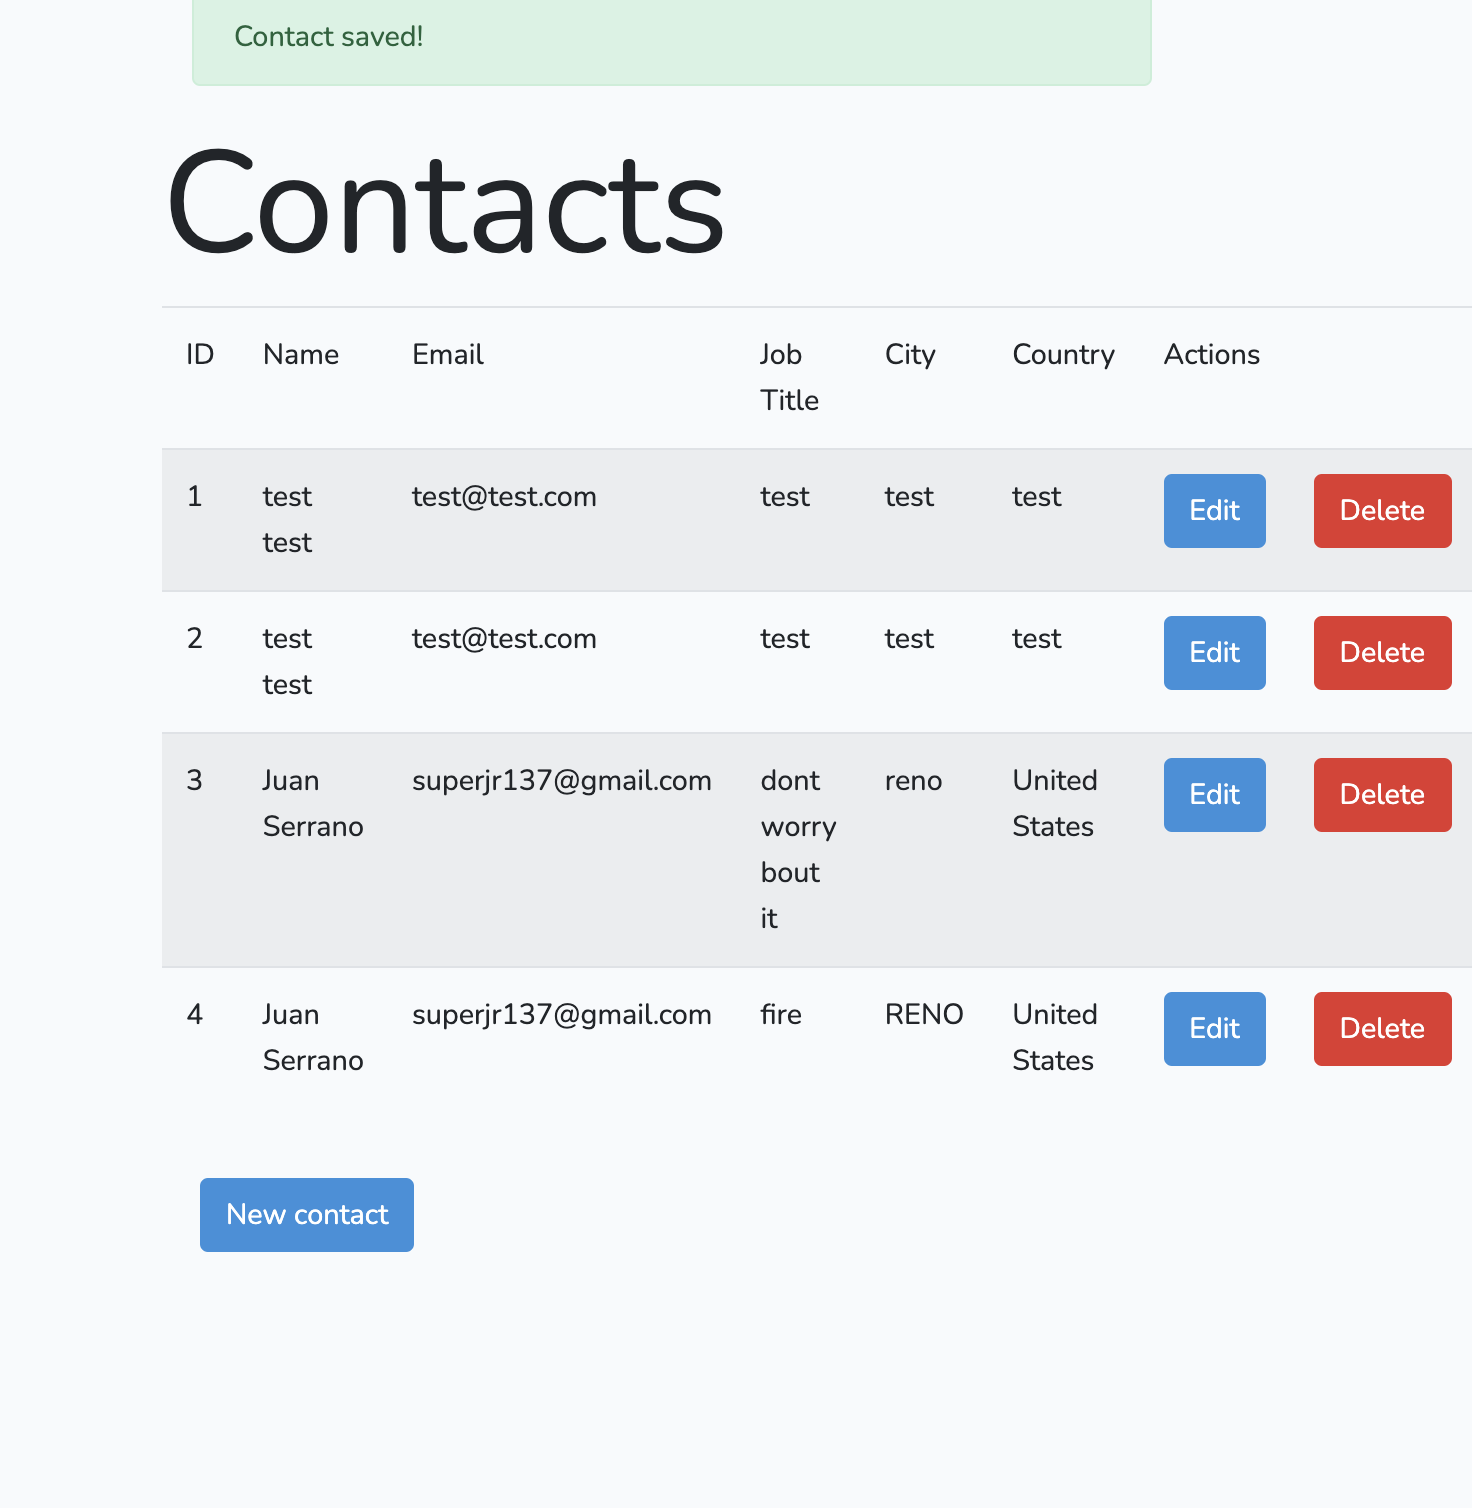 Contact saved!
Contacts
ID Name Email Job Title City Country Actions
1 test test test@test.com test test test Edit Delete
2 test test test@test.com test test test Edit Delete
3 Juan Serrano superjr137@gmail.com dont worry bout it reno United States Edit Delete
4 Juan Serrano superjr137@gmail.com fire RENO United States Edit Delete
New contact